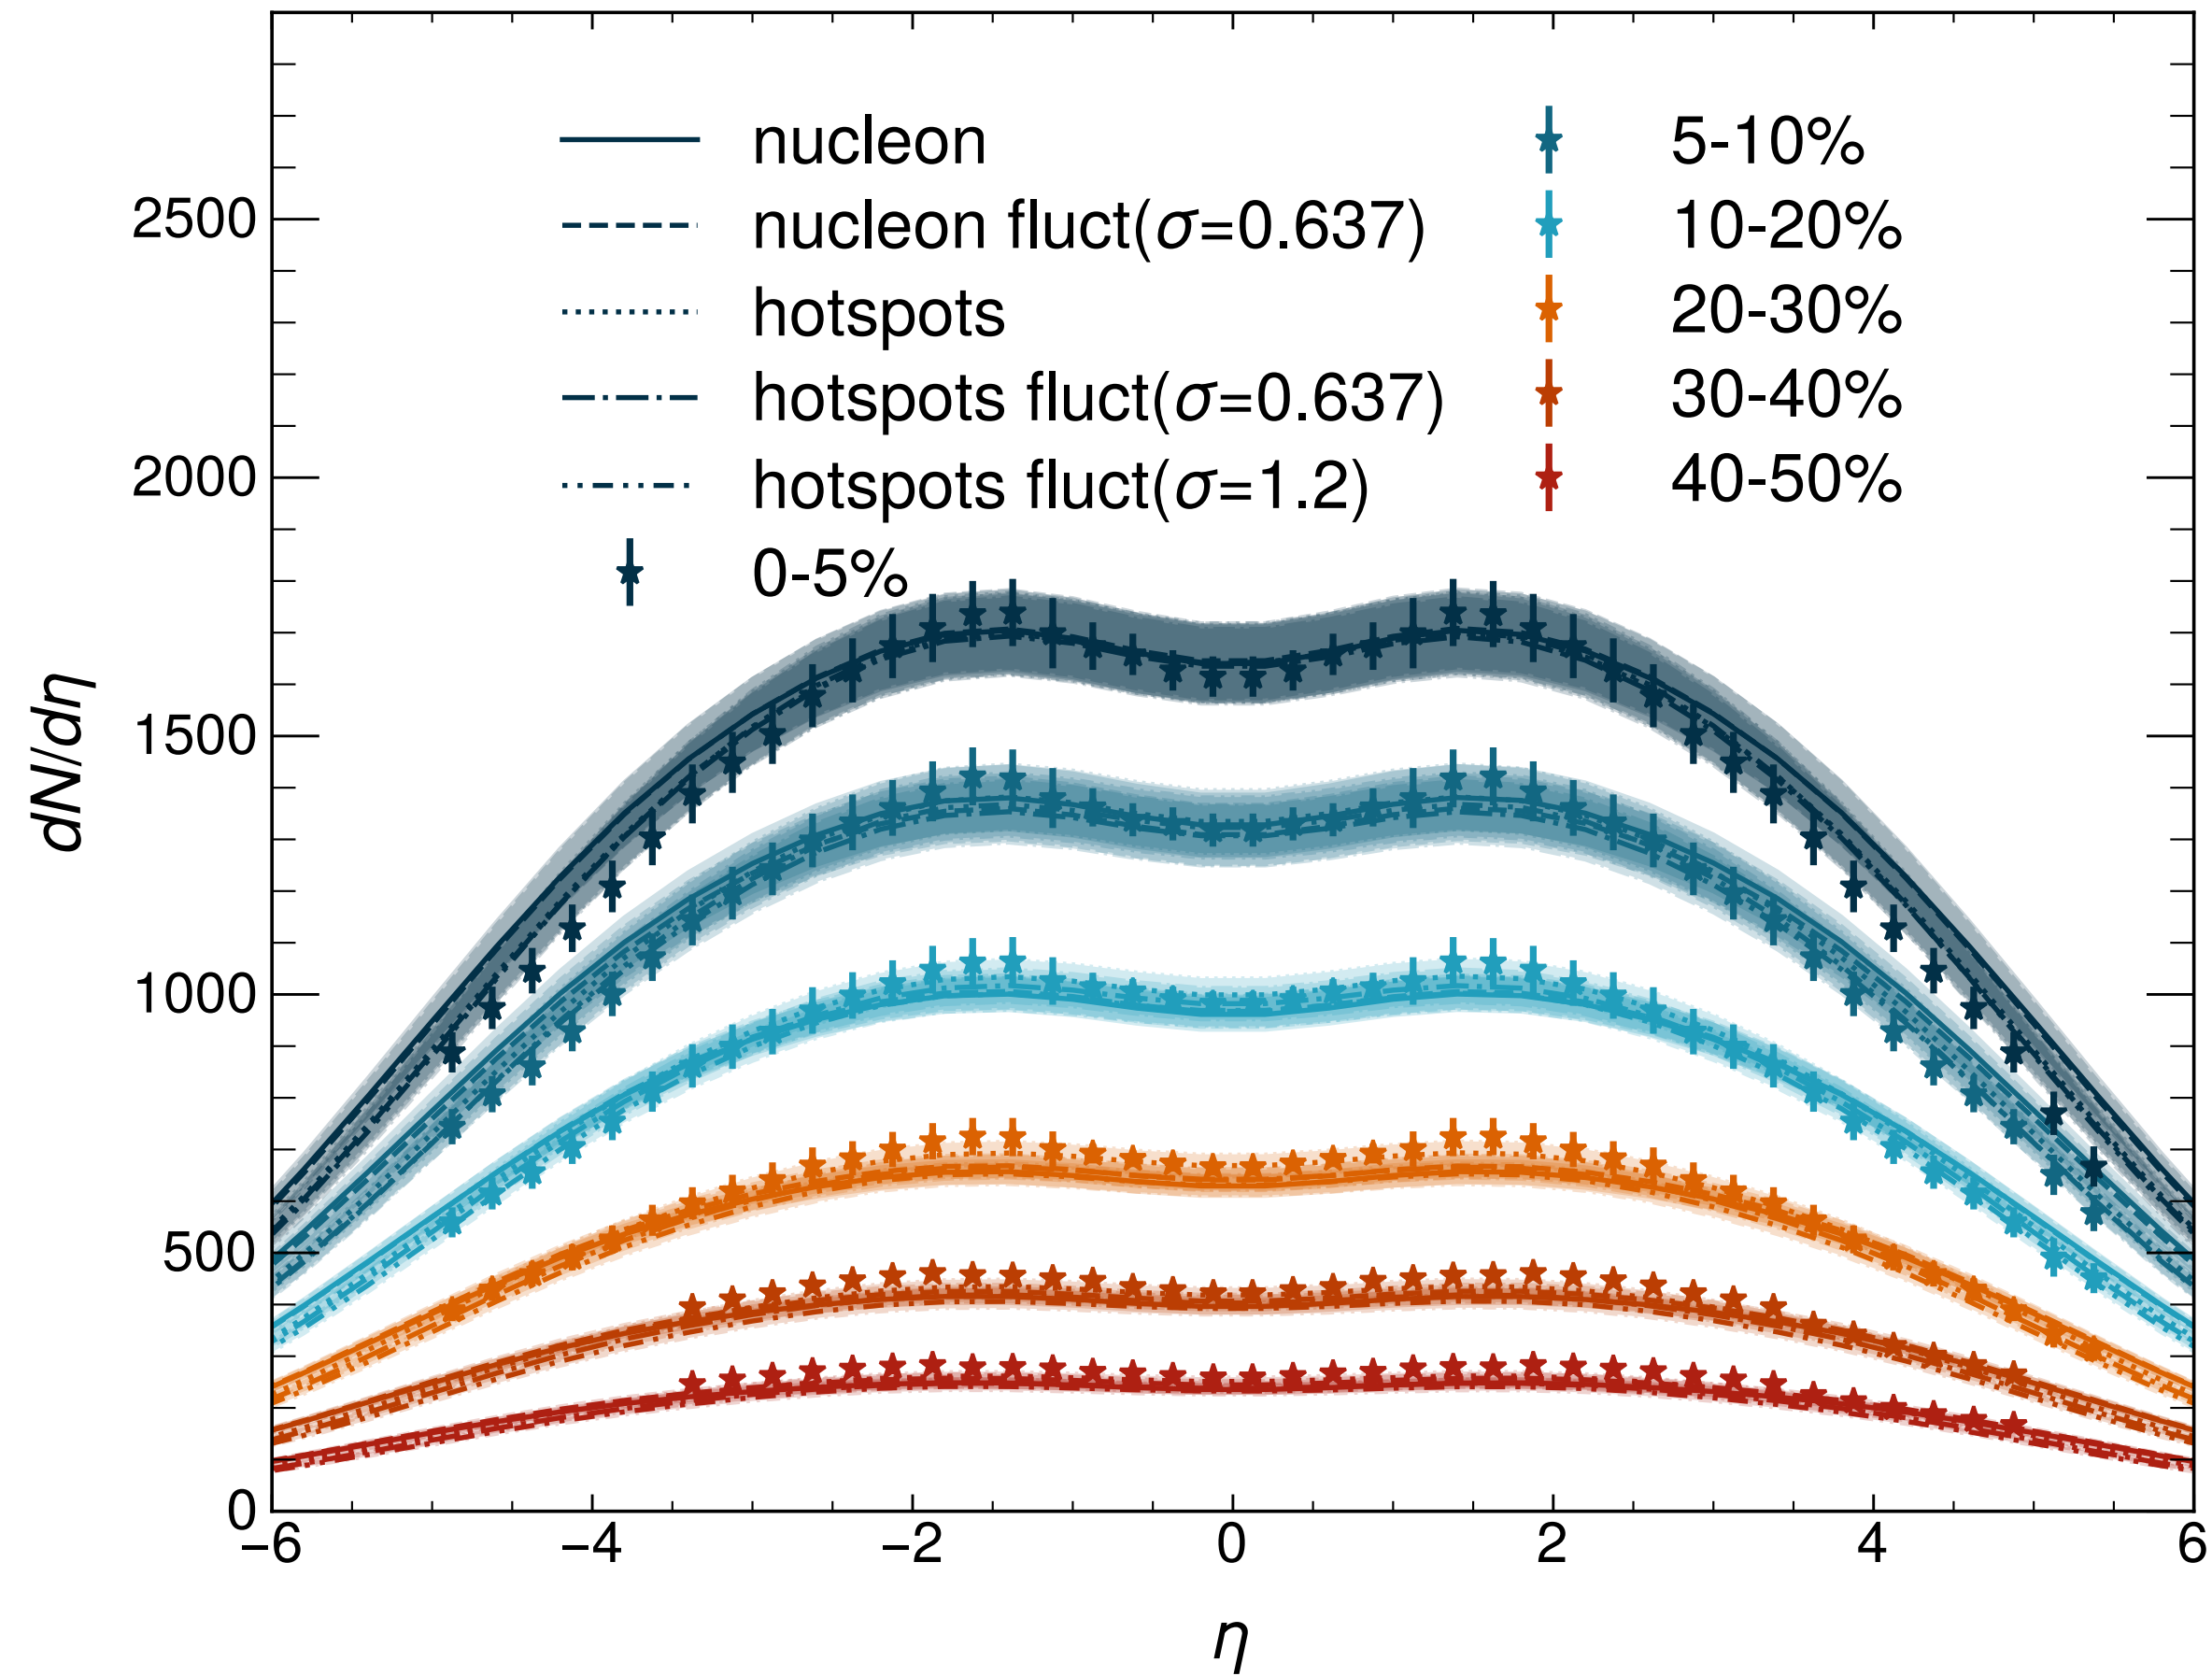 dN/dη
2500
2000
1500
1000
500
0
nucleon
nucleon fluct(σ=0.637)
hotspots
hotspots fluct(σ=0.637)
hotspots fluct(σ=1.2)
0-5%
5-10%
10-20%
20-30%
30-40%
40-50%
−6 −4 −2 0 2 4 6
η